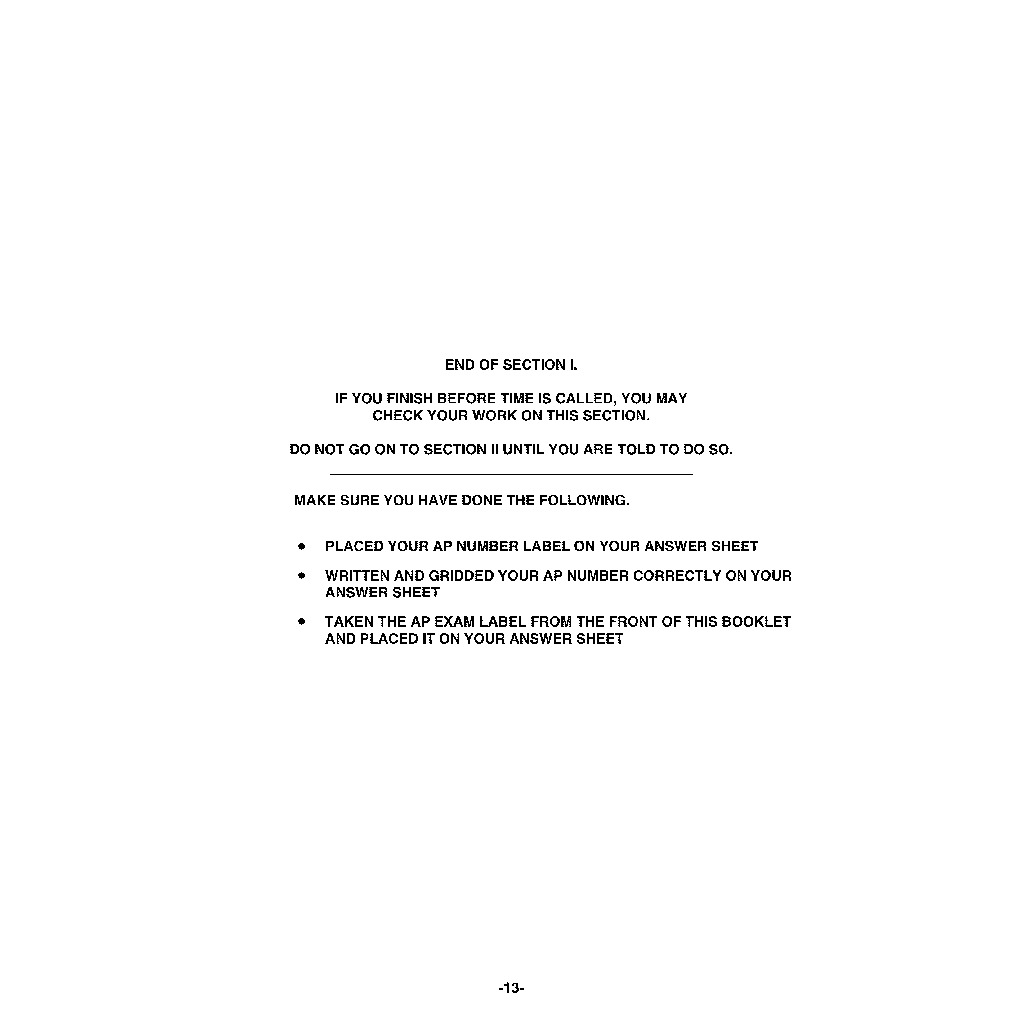 END OF SECTION I.
IF YOU FINISH BEFORE TIME IS CALLED, YOU MAY
CHECK YOUR WORK ON THIS SECTION.
DO NOT GO ON TO SECTION II UNTIL YOU ARE TOLD TO DO SO.
MAKE SURE YOU HAVE DONE THE FOLLOWING.
• PLACED YOUR AP NUMBER LABEL ON YOUR ANSWER SHEET
• WRITTEN AND GRIDDED YOUR AP NUMBER CORRECTLY ON YOUR
ANSWER SHEET
• TAKEN THE AP EXAM LABEL FROM THE FRONT OF THIS BOOKLET
AND PLACED IT ON YOUR ANSWER SHEET
-13-